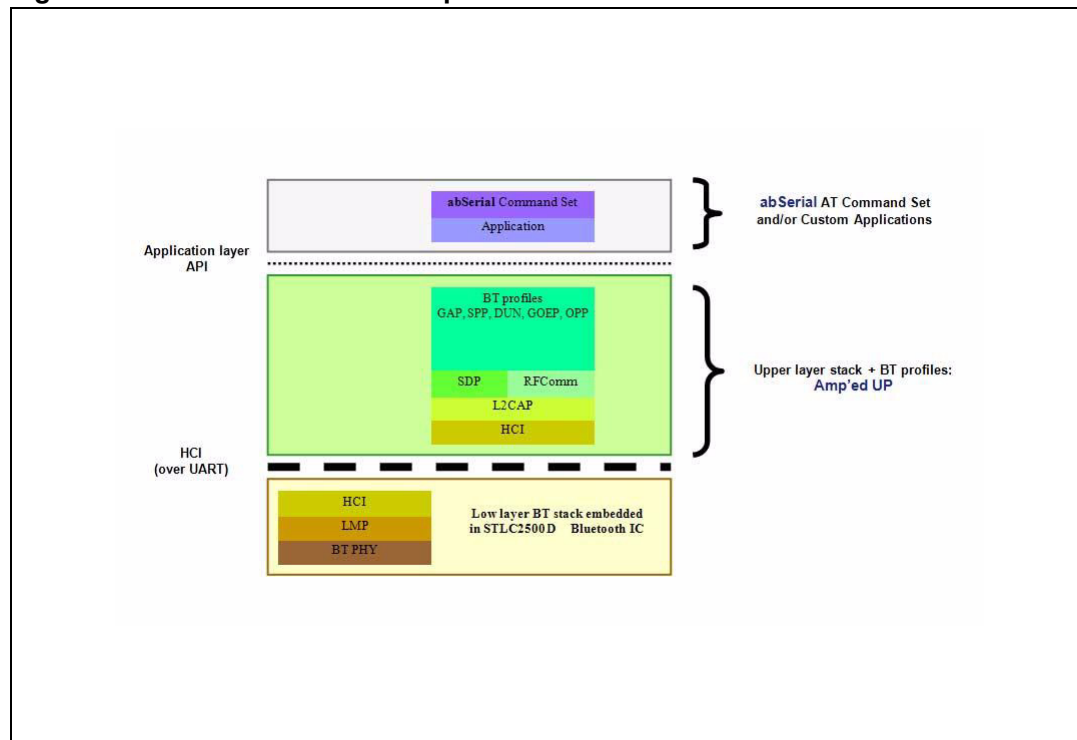 abSerial Command Set
Application
abSerial AT Command Set
and/or Custom Applications
Application layer
API
BT profiles
GAP, SPP, DUN, GOEP, OPP
SDP
RFComm
L2CAP
HCI
Upper layer stack + BT profiles:
Amp'ed UP
HCI
(over UART)
HCI
LMP
BT PHY
Low layer BT stack embedded
in STLC2500D Bluetooth IC